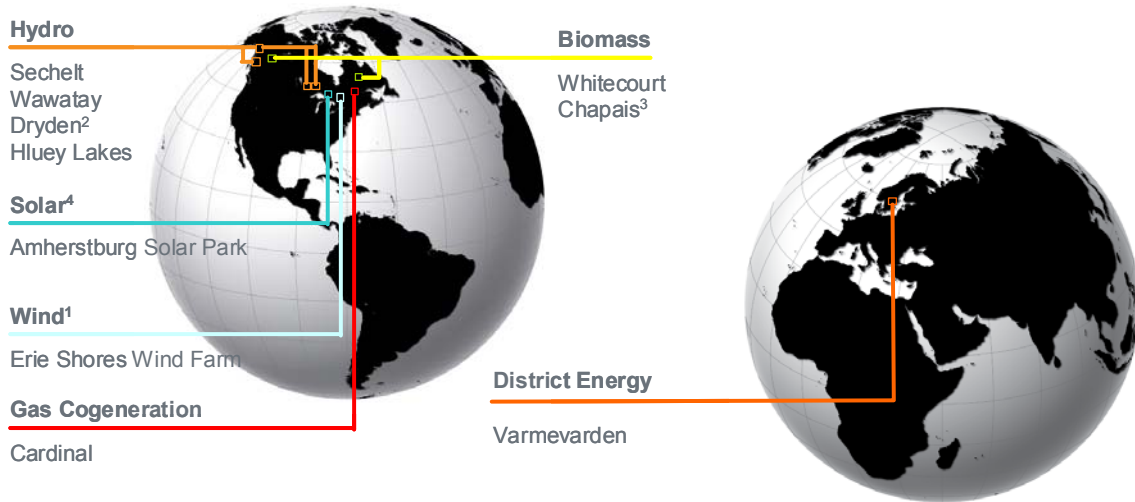 Hydro
Sechelt
Wawatay
Dryden²
Hluey Lakes
Solar⁴
Amherstburg Solar Park
Wind¹
Erie Shores Wind Farm
Gas Cogeneration
Cardinal
Biomass
Whitecourt
Chapais³
District Energy
Varmevarden